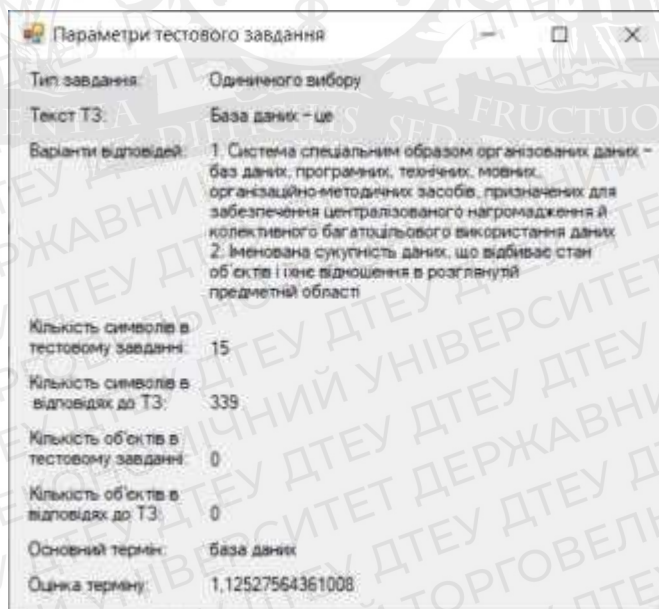 Параметри тестового завдання
Тип завдання: Одиничного вибору
Текст ТЗ: База даних – це
Варіанти відповідей: 1. Система спеціальним образом організованих даних –
баз даних, програмних, технічних, мовних,
організаційно-методичних засобів, призначених для
забезпечення централізованого нагромадження й
колективного багатоцільового використання даних
2. Іменована сукупність даних, що відбиває стан
об'єктів і їхнє відношення в розглянутій
предметній області
Кількість символів в
тестовому завданні: 15
Кількість символів в
відповідях до ТЗ: 339
Кількість об'єктів в
тестовому завданні: 0
Кількість об'єктів в
відповідях до ТЗ: 0
Основний термін: база даних
Оцінка терміну: 1,12527564361008